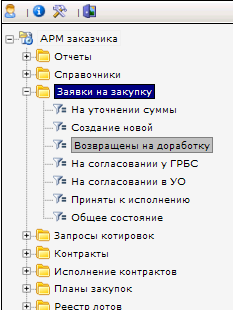 АРМ заказчика
Отчеты
Справочники
Заявки на закупку
На уточнении суммы
Создание новой
Возвращены на доработку
На согласовании у ГРБС
На согласовании в УО
Приняты к исполнению
Общее состояние
Запросы котировок
Контракты
Исполнение контрактов
Планы закупок
Реестр лотов